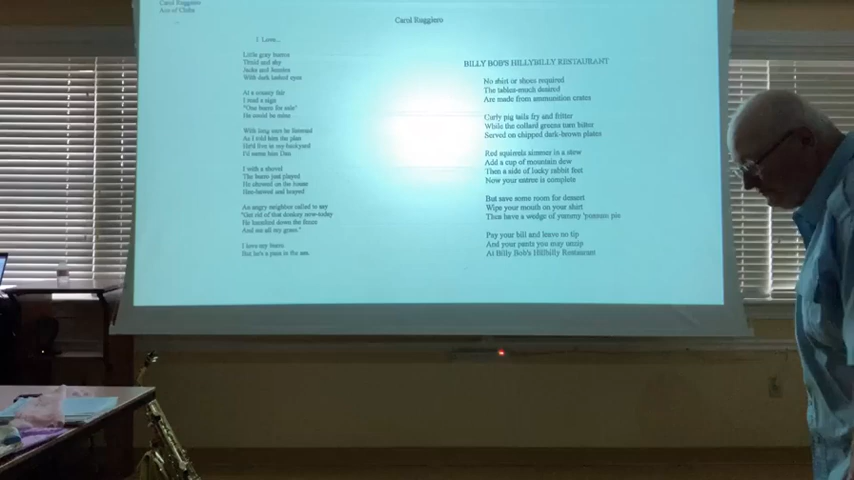 Carol Ruggiero
Ace of Clubs
Carol Ruggiero
I Love...
Little gray burros
Timid and shy
Jacks and Jennies
With dark lashed eyes
At a county fair
I read a sign
"One burro for sale"
He could be mine
With long ears he listened
As I told him the plan
He'd live in my backyard
I'd name him Dan
I with a shovel
The burro just played
He chewed on the house
Hee-hawed and brayed
An angry neighbor called to say
"Get rid of that donkey now-today
He knocked down the fence
And ate all my grass."
I love my burro
But he's a pain in the ass.
BILLY BOB'S HILLYBILLY RESTAURANT
No shirt or shoes required
The tables-much desired
Are made from ammunition crates
Curly pig tails fry and fritter
While the collard greens turn bitter
Served on chipped dark-brown plates
Red squirrels simmer in a stew
Add a cup of mountain dew
Then a side of lucky rabbit feet
Now your entree is complete
But save some room for dessert
Wipe your mouth on your shirt
Then have a wedge of yummy 'possum pie
Pay your bill and leave no tip
And your pants you may unzip
At Billy Bob's Hillbilly Restaurant